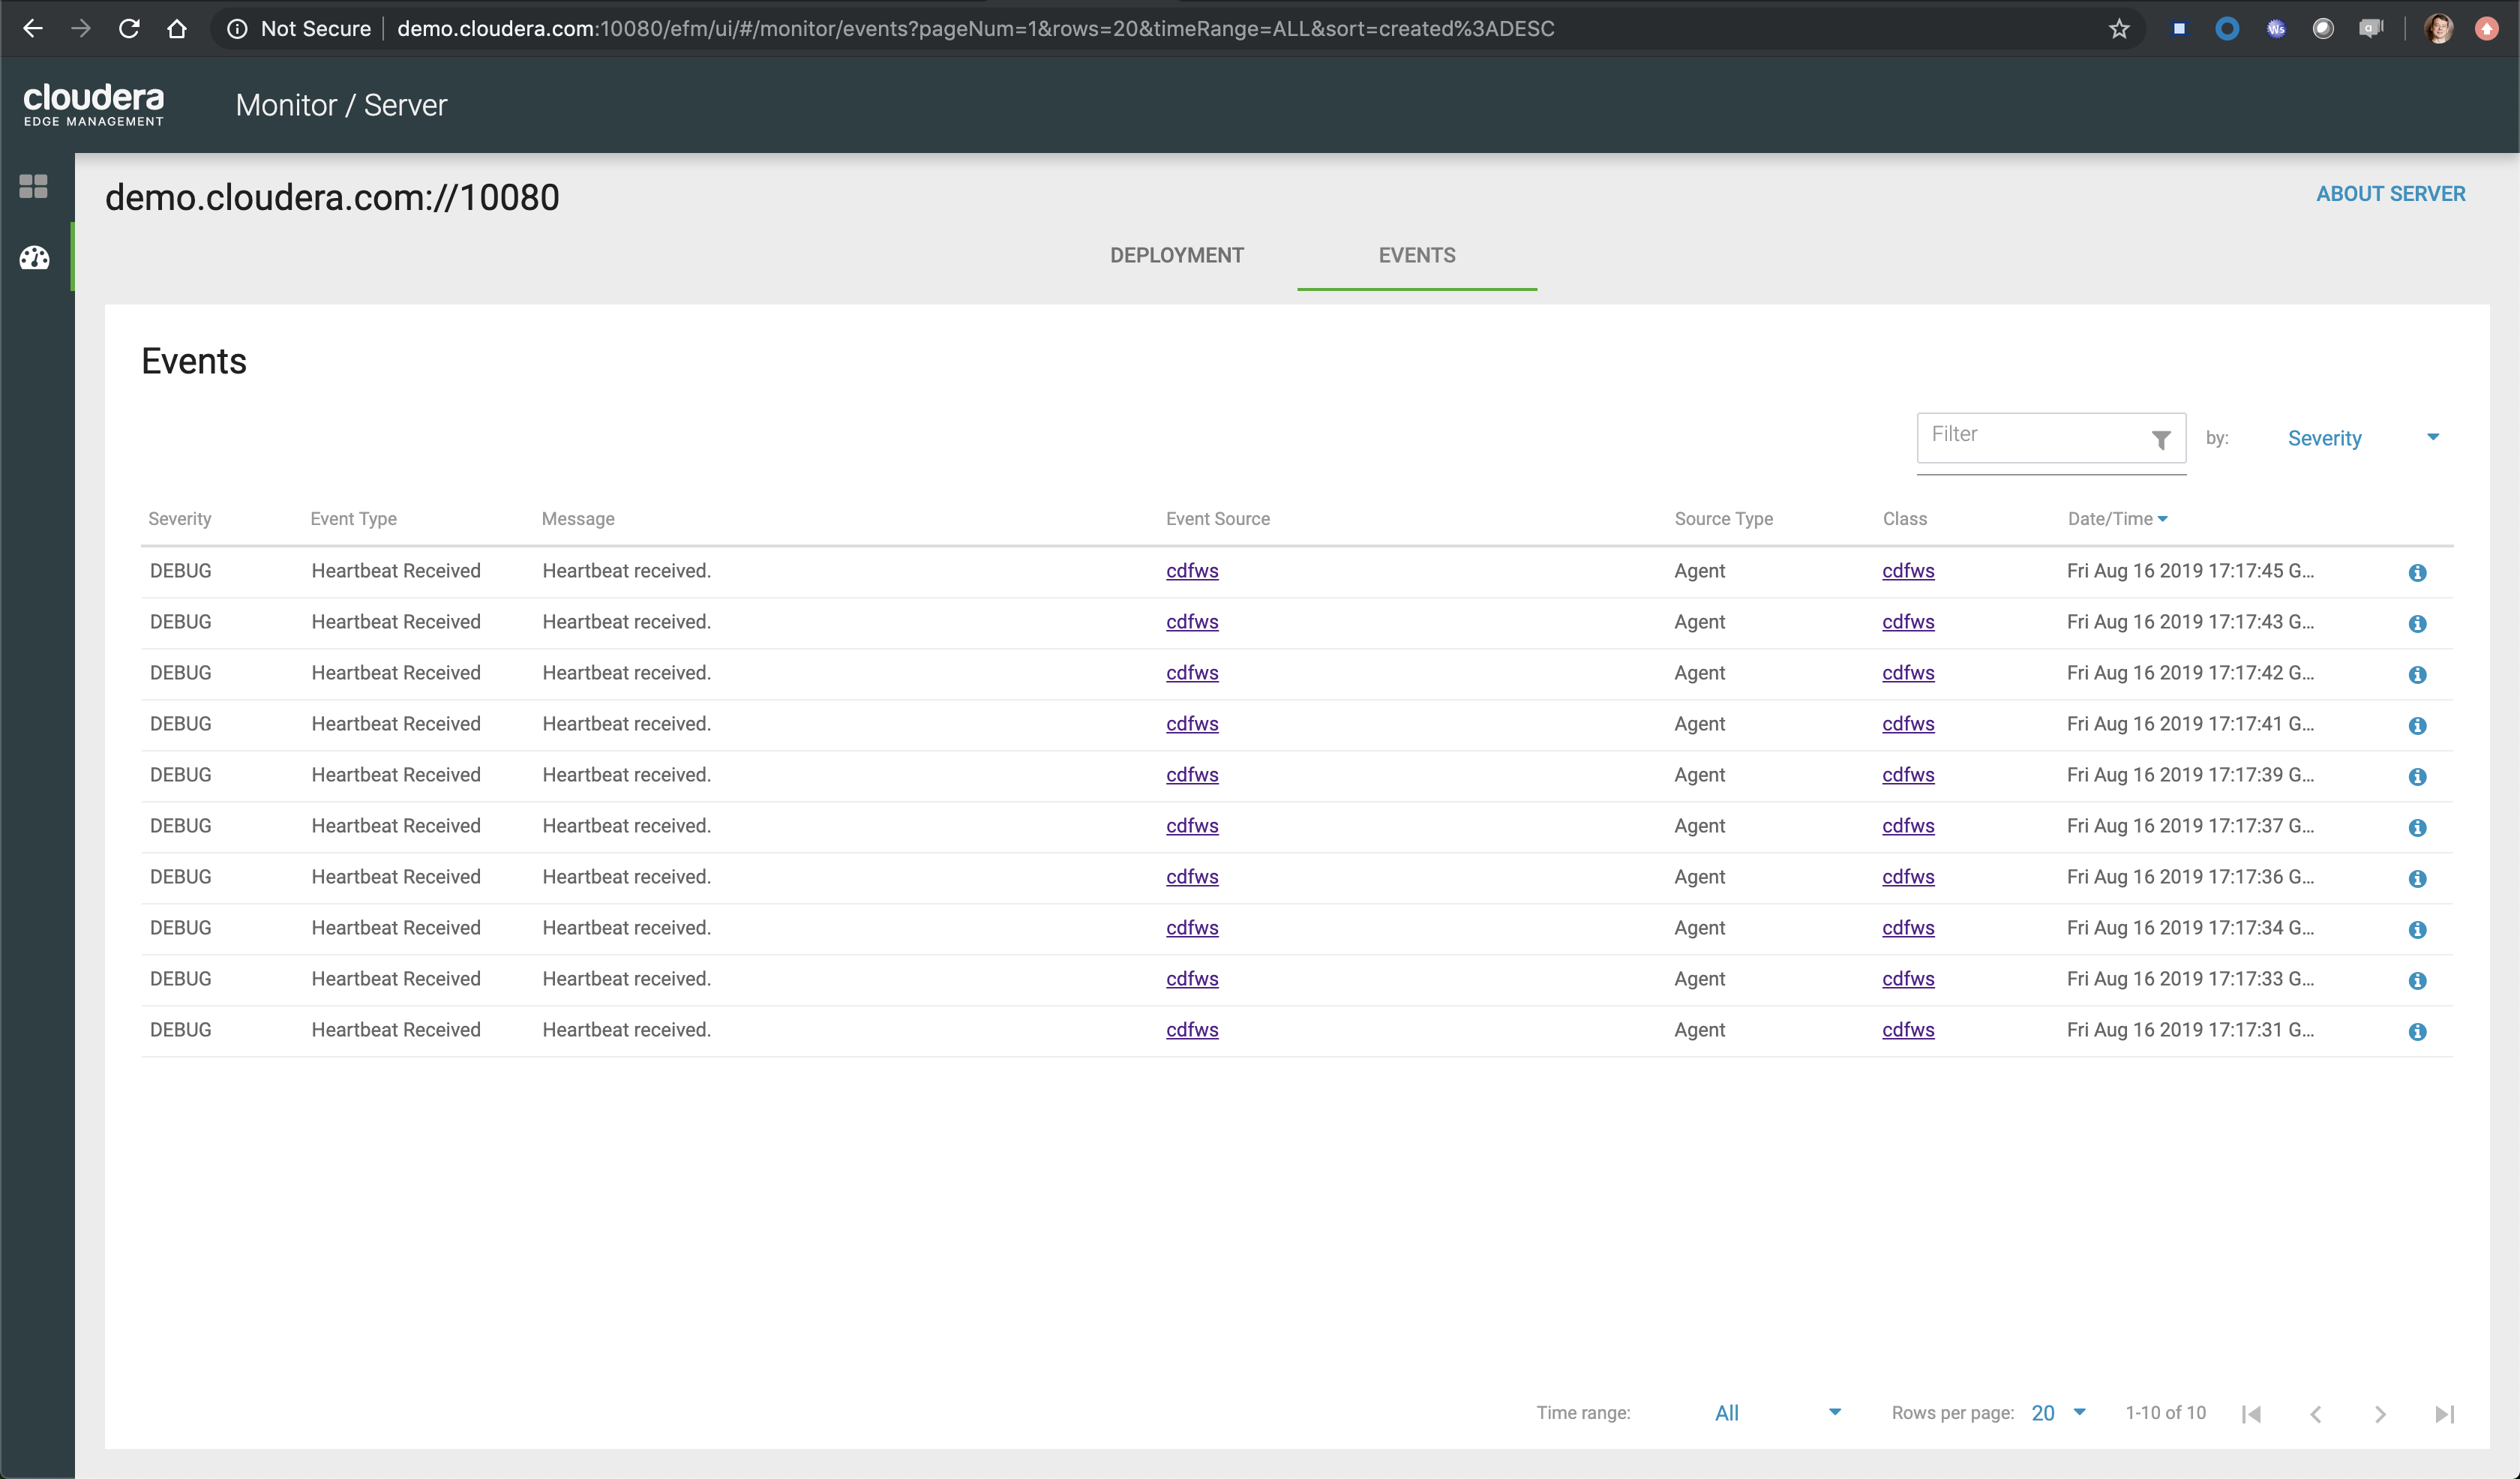 Not Secure demo.cloudera.com:10080/efm/ui/#/monitor/events?pageNum=1&rows=20&timeRange=ALL&sort=created%3ADESC
cloudera
EDGE MANAGEMENT
Monitor / Server
demo.cloudera.com://10080
ABOUT SERVER
DEPLOYMENT EVENTS
Events
Filter by: Severity
Severity Event Type Message Event Source Source Type Class Date/Time
DEBUG Heartbeat Received Heartbeat received. cdfws Agent cdfws Fri Aug 16 2019 17:17:45 G...
DEBUG Heartbeat Received Heartbeat received. cdfws Agent cdfws Fri Aug 16 2019 17:17:43 G...
DEBUG Heartbeat Received Heartbeat received. cdfws Agent cdfws Fri Aug 16 2019 17:17:42 G...
DEBUG Heartbeat Received Heartbeat received. cdfws Agent cdfws Fri Aug 16 2019 17:17:41 G...
DEBUG Heartbeat Received Heartbeat received. cdfws Agent cdfws Fri Aug 16 2019 17:17:39 G...
DEBUG Heartbeat Received Heartbeat received. cdfws Agent cdfws Fri Aug 16 2019 17:17:37 G...
DEBUG Heartbeat Received Heartbeat received. cdfws Agent cdfws Fri Aug 16 2019 17:17:36 G...
DEBUG Heartbeat Received Heartbeat received. cdfws Agent cdfws Fri Aug 16 2019 17:17:34 G...
DEBUG Heartbeat Received Heartbeat received. cdfws Agent cdfws Fri Aug 16 2019 17:17:33 G...
DEBUG Heartbeat Received Heartbeat received. cdfws Agent cdfws Fri Aug 16 2019 17:17:31 G...
Time range: All Rows per page: 20 1-10 of 10